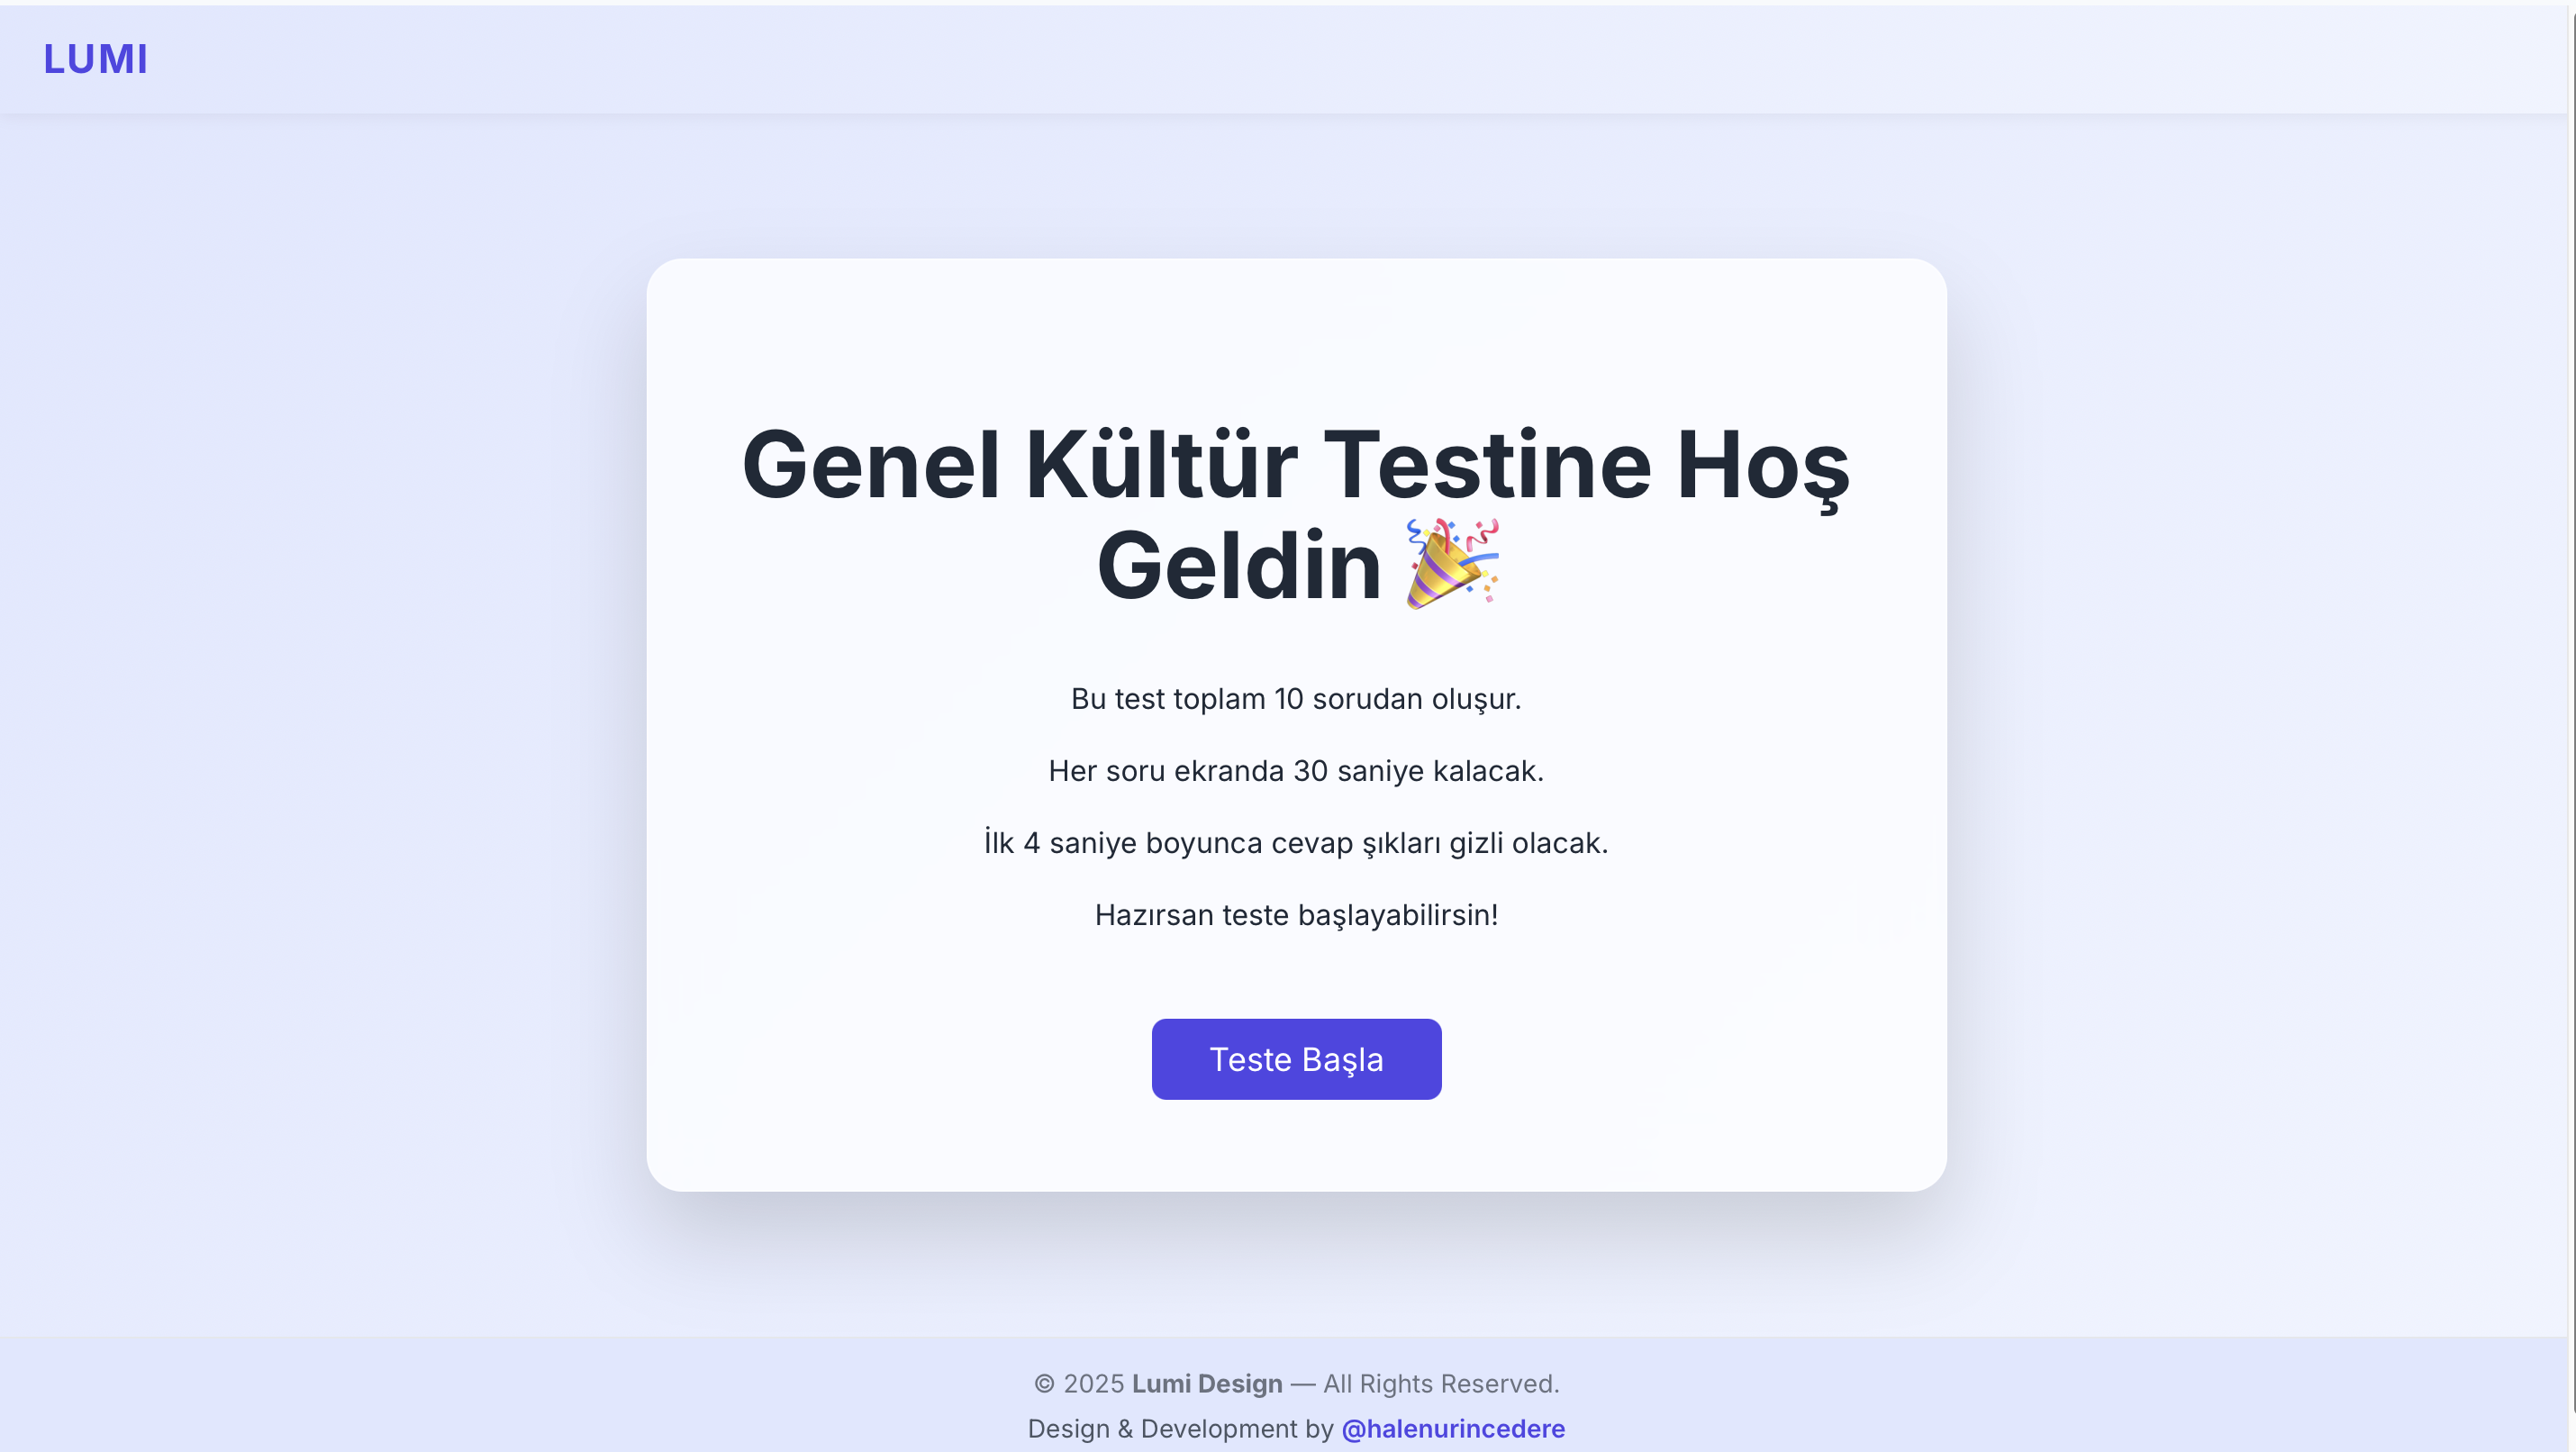 LUMI
Genel Kültür Testine Hoş
Geldin 🎉
Bu test toplam 10 sorudan oluşur.
Her soru ekranda 30 saniye kalacak.
İlk 4 saniye boyunca cevap şıkları gizli olacak.
Hazırsan teste başlayabilirsin!
Teste Başla
© 2025 Lumi Design — All Rights Reserved.
Design & Development by @halenurincedere